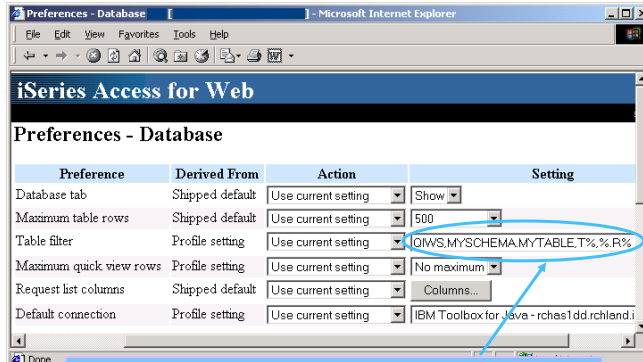 Preferences - Database [ ] - Microsoft Internet Explorer
File Edit View Favorites Tools Help
iSeries Access for Web
Preferences - Database
Preference Derived From Action Setting
Database tab Shipped default Use current setting Show
Maximum table rows Shipped default Use current setting 500
Table filter Profile setting Use current setting QIWS,MYSCHEMA.MYTABLE,T%,%.R%
Maximum quick view rows Profile setting Use current setting No maximum
Request list columns Shipped default Use current setting Columns...
Default connection Profile setting Use current setting IBM Toolbox for Java - rchas1dd.rchland.i
Done